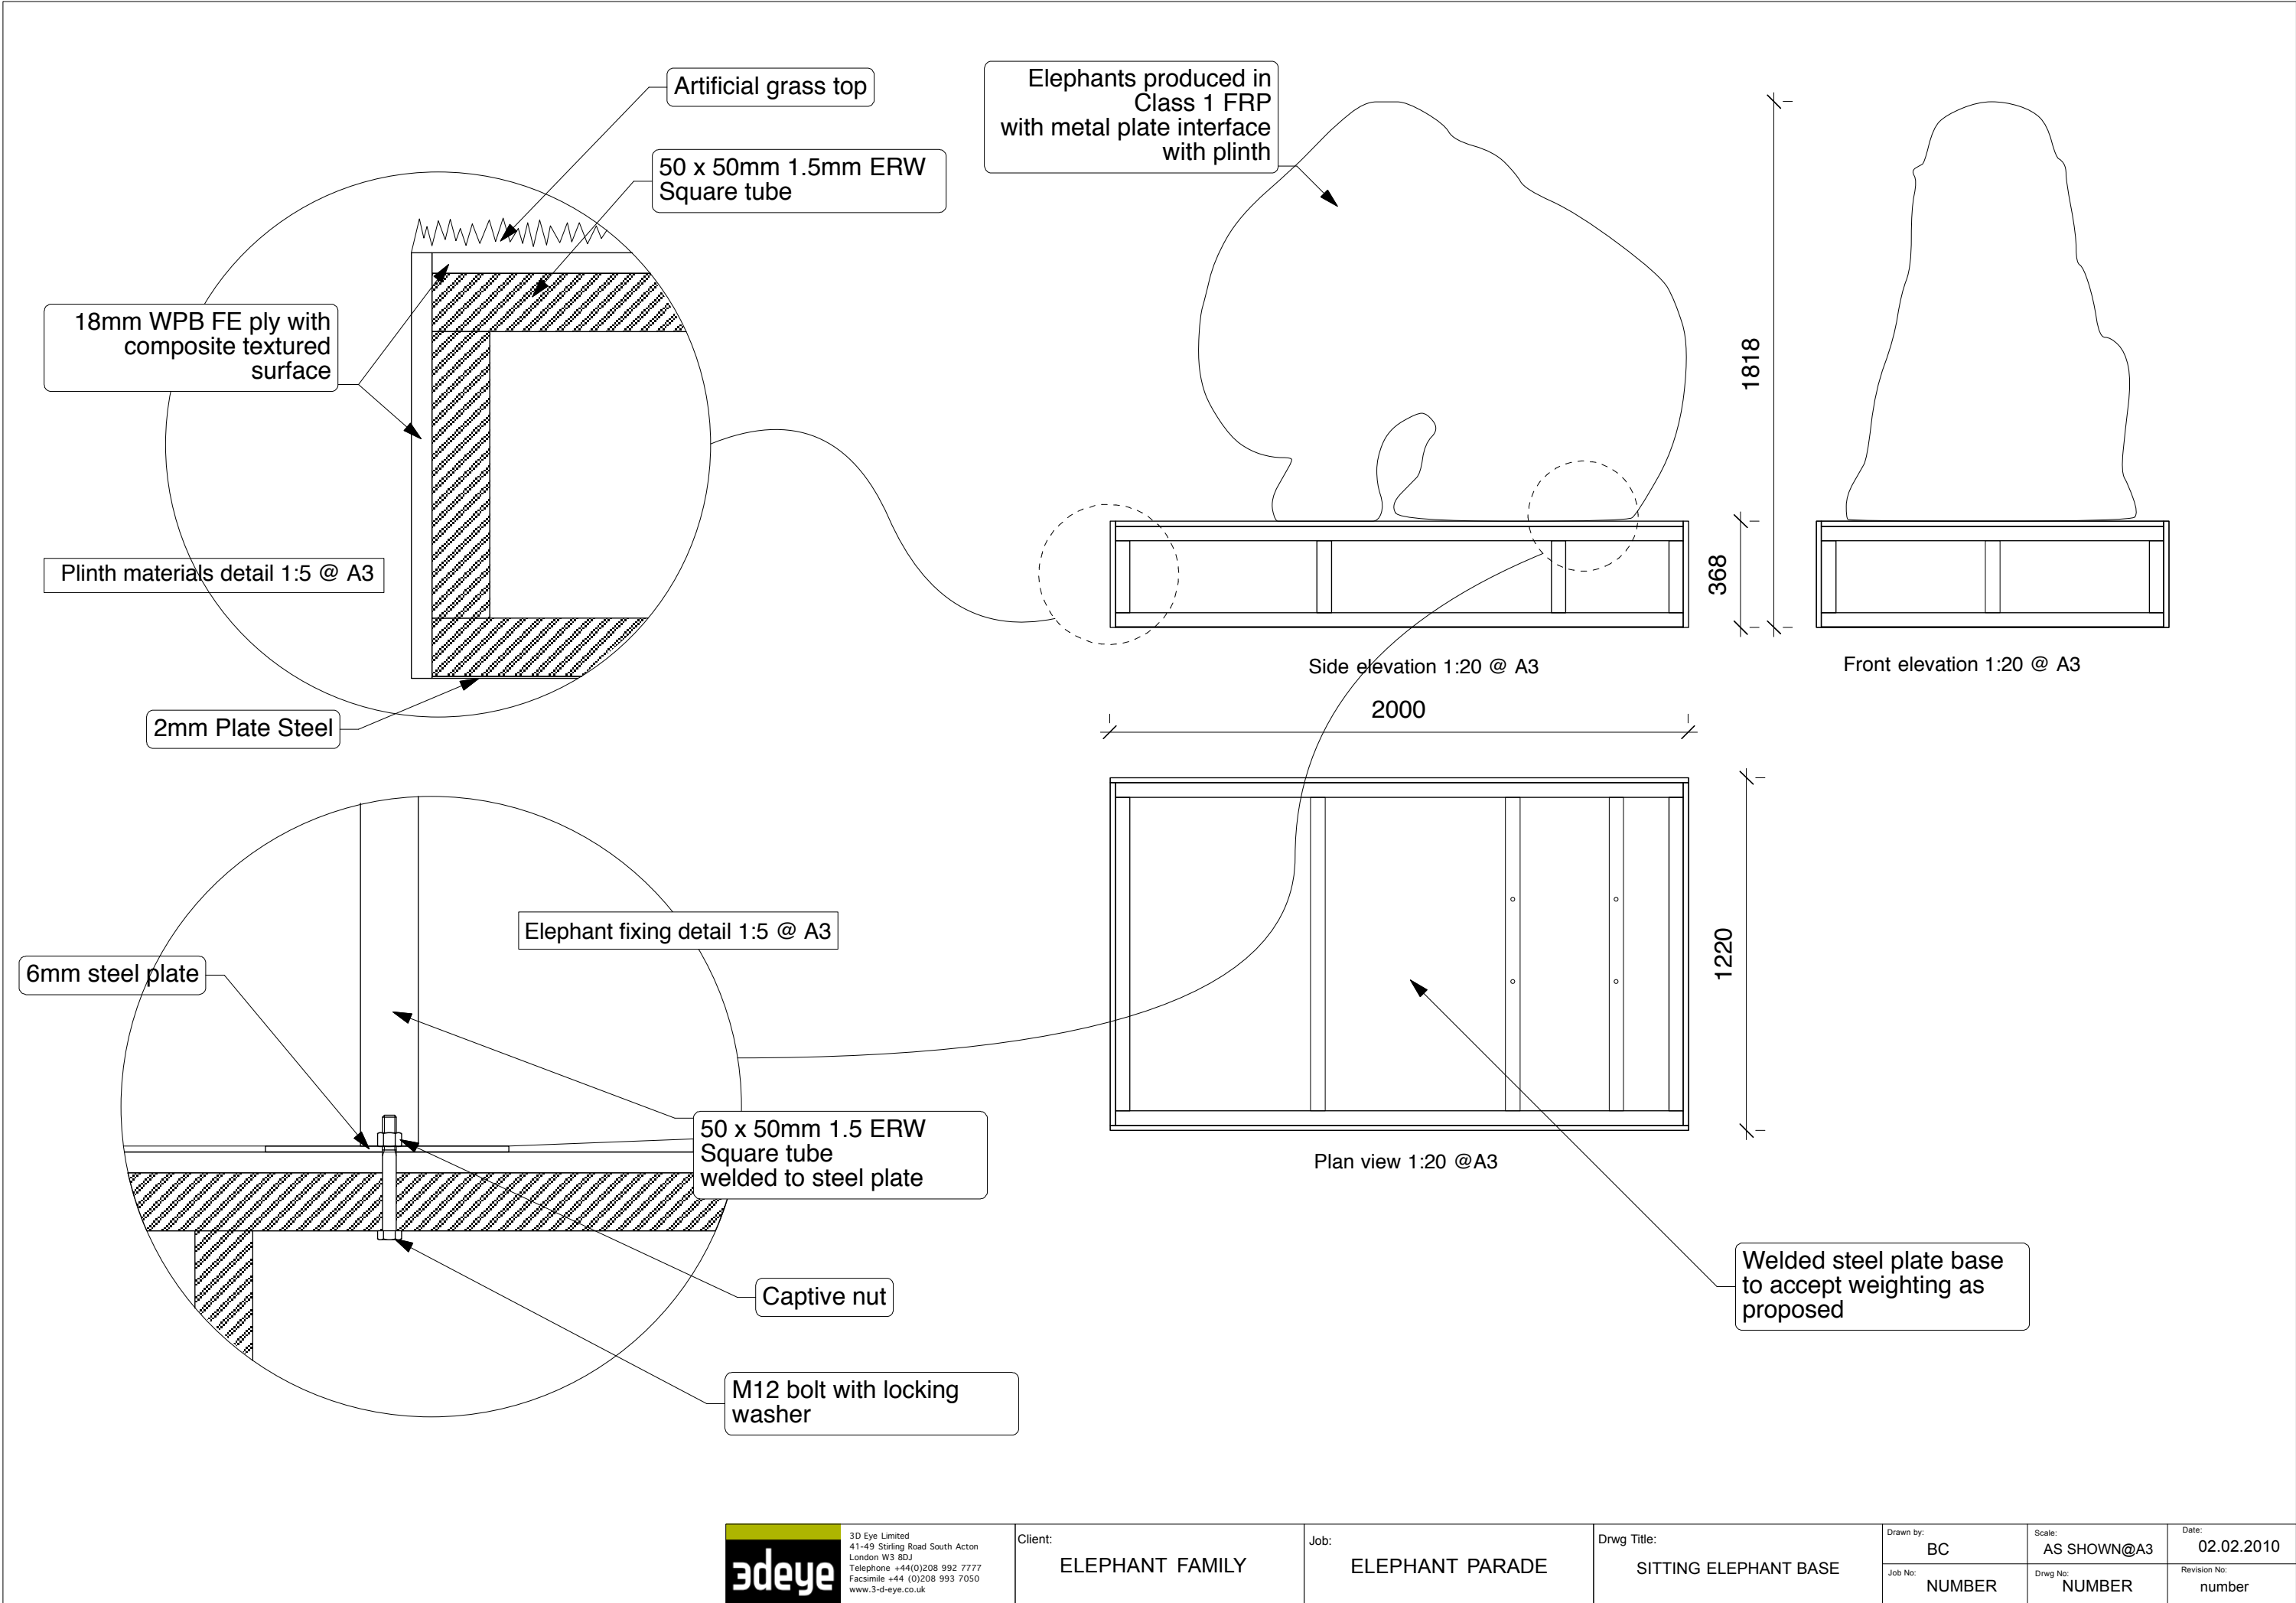 Artificial grass top
50 x 50mm 1.5mm ERW
Square tube
18mm WPB FE ply with
composite textured
surface
Plinth materials detail 1:5 @ A3
2mm Plate Steel
Elephants produced in
Class 1 FRP
with metal plate interface
with plinth
1818
368
Side elevation 1:20 @ A3
Front elevation 1:20 @ A3
2000
1220
Plan view 1:20 @A3
Elephant fixing detail 1:5 @ A3
6mm steel plate
50 x 50mm 1.5 ERW
Square tube
welded to steel plate
Captive nut
M12 bolt with locking
washer
Welded steel plate base
to accept weighting as
proposed
3deye
3D Eye Limited
41-49 Stirling Road South Acton
London W3 8DJ
Telephone +44(0)208 992 7777
Facsimile +44 (0)208 993 7050
www.3-d-eye.co.uk
Client:
ELEPHANT FAMILY
Job:
ELEPHANT PARADE
Drwg Title:
SITTING ELEPHANT BASE
Drawn by:
BC
Scale:
AS SHOWN@A3
Date:
02.02.2010
Job No:
NUMBER
Drwg No:
NUMBER
Revision No:
number